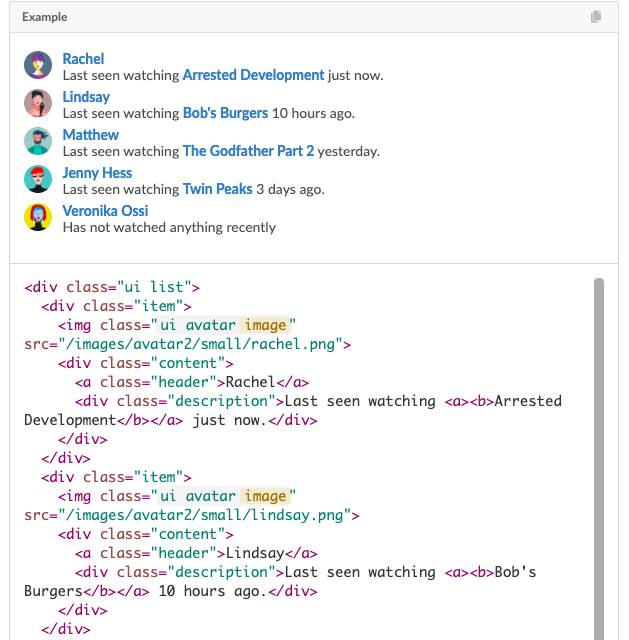 Example
Rachel
Last seen watching Arrested Development just now.
Lindsay
Last seen watching Bob's Burgers 10 hours ago.
Matthew
Last seen watching The Godfather Part 2 yesterday.
Jenny Hess
Last seen watching Twin Peaks 3 days ago.
Veronika Ossi
Has not watched anything recently
<div class="ui list">
  <div class="item">
    <img class="ui avatar image"
src="/images/avatar2/small/rachel.png">
    <div class="content">
      <a class="header">Rachel</a>
      <div class="description">Last seen watching <a><b>Arrested
Development</b></a> just now.</div>
    </div>
  </div>
  <div class="item">
    <img class="ui avatar image"
src="/images/avatar2/small/lindsay.png">
    <div class="content">
      <a class="header">Lindsay</a>
      <div class="description">Last seen watching <a><b>Bob's
Burgers</b></a> 10 hours ago.</div>
    </div>
  </div>